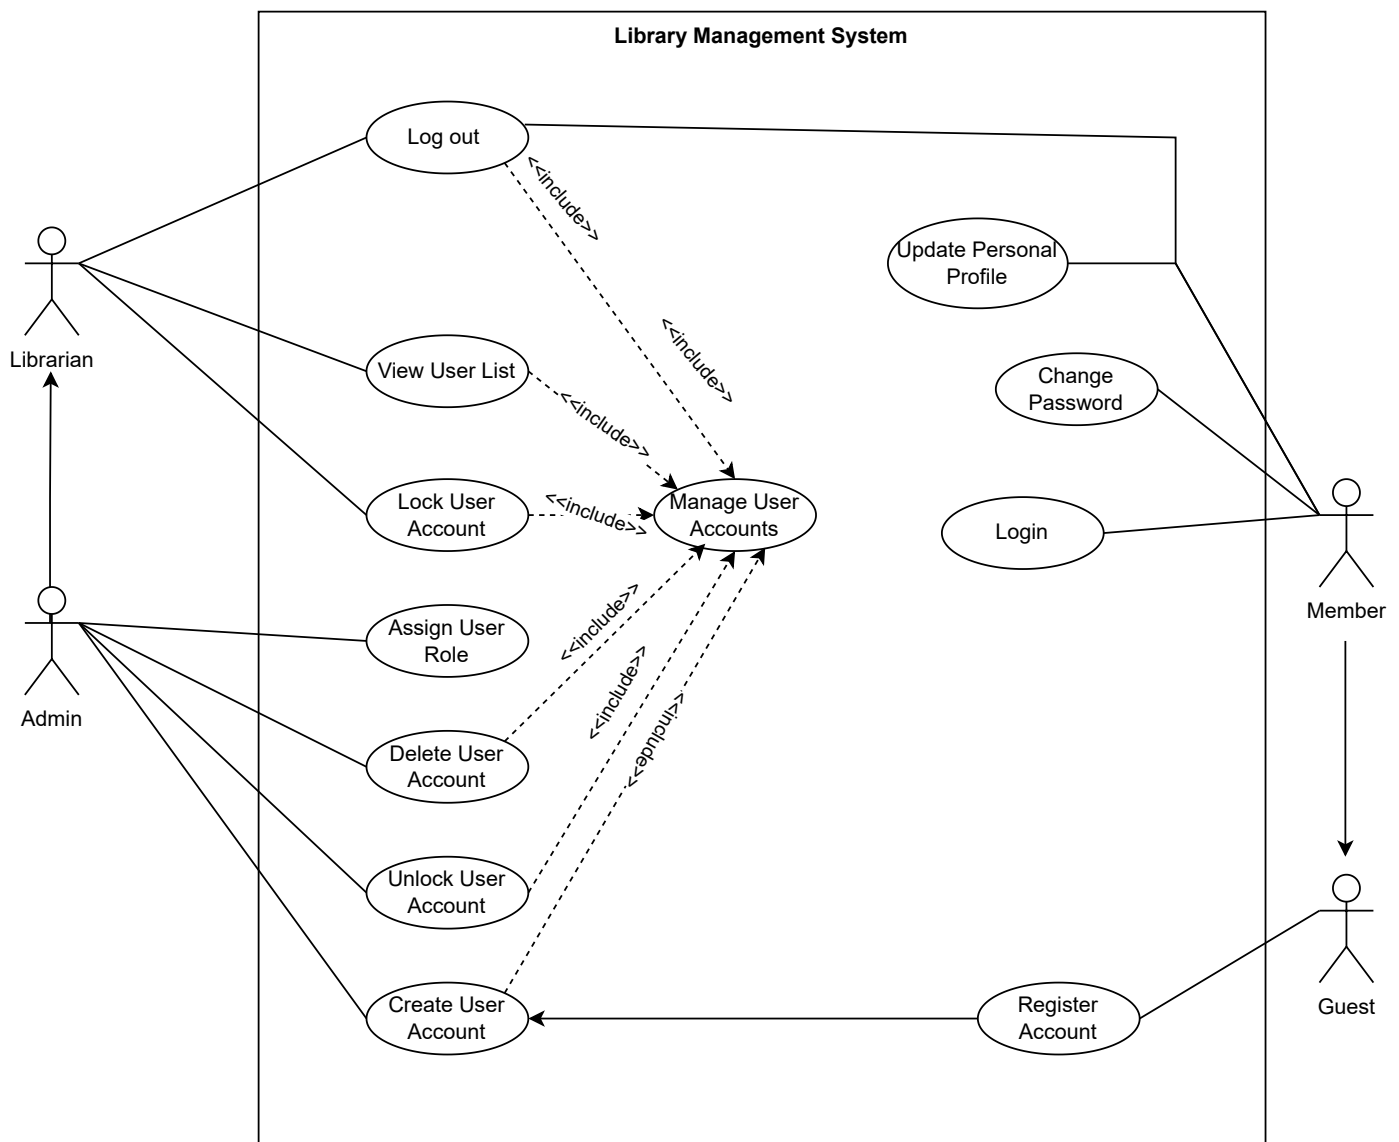 Library Management System
Log out
<<include>>
Update Personal
Profile
<<include>>
Librarian
View User List
Change
Password
<<include>>
Lock User
Account
<<include>>
Manage User
Accounts
Login
Member
Assign User
Role
<<include>>
Admin
<<include>>
<<include>>
Delete User
Account
Unlock User
Account
Create User
Account
Register
Account
Guest